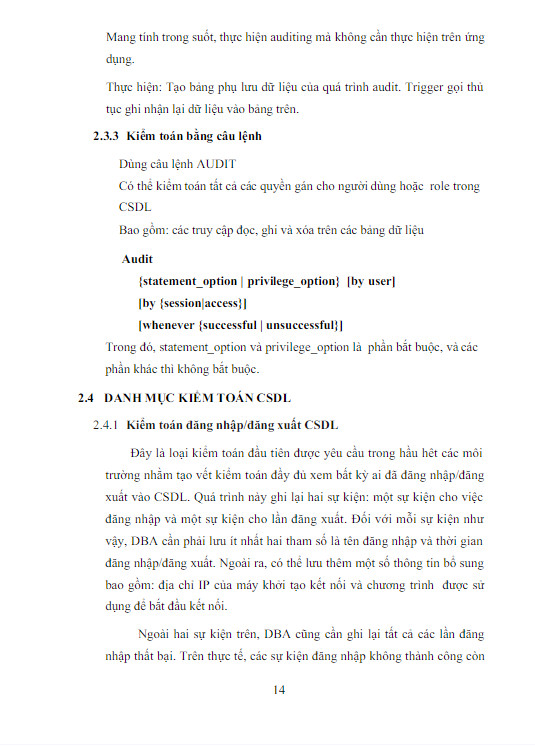 Mang tính trong suốt, thực hiện auditing mà không cần thực hiện trên ứng
dụng.
Thực hiện: Tạo bảng phụ lưu dữ liệu của quá trình audit. Trigger gọi thủ
tục ghi nhận lại dữ liệu vào bảng trên.
2.3.3 Kiểm toán bằng câu lệnh
Dùng câu lệnh AUDIT
Có thể kiểm toán tất cả các quyền gán cho người dùng hoặc role trong
CSDL
Bao gồm: các truy cập đọc, ghi và xóa trên các bảng dữ liệu
Audit
{statement_option | privilege_option} [by user]
[by {session|access}]
[whenever {successful | unsuccessful}]
Trong đó, statement_option và privilege_option là phần bắt buộc, và các
phần khác thì không bắt buộc.
2.4 DANH MỤC KIỂM TOÁN CSDL
2.4.1 Kiểm toán đăng nhập/đăng xuất CSDL
Đây là loại kiểm toán đầu tiên được yêu cầu trong hầu hêt các môi
trường nhằm tạo vết kiểm toán đầy đủ xem bất kỳ ai đã đăng nhập/đăng
xuất vào CSDL. Quá trình này ghi lại hai sự kiện: một sự kiện cho việc
đăng nhập và một sự kiện cho lần đăng xuất. Đối với mỗi sự kiện như
vậy, DBA cần phải lưu ít nhất hai tham số là tên đăng nhập và thời gian
đăng nhập/đăng xuất. Ngoài ra, có thể lưu thêm một số thông tin bổ sung
bao gồm: địa chỉ IP của máy khởi tạo kết nối và chương trình được sử
dụng để bắt đầu kết nối.
Ngoài hai sự kiện trên, DBA cũng cần ghi lại tất cả các lần đăng
nhập thất bại. Trên thực tế, các sự kiện đăng nhập không thành công còn
14